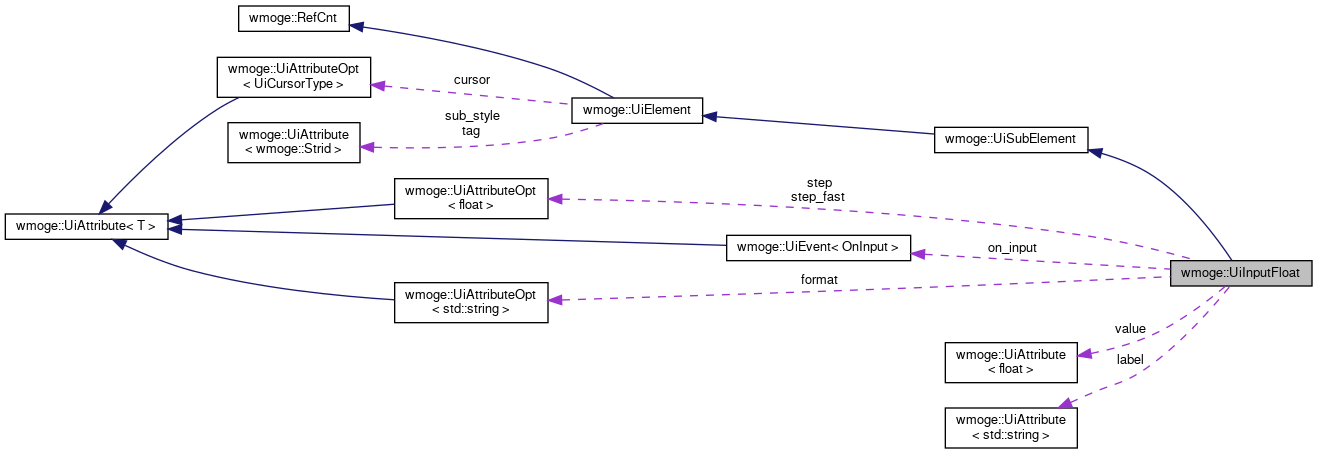 wmoge::RefCnt
wmoge::UiAttributeOpt
< UiCursorType >
cursor
wmoge::UiElement
sub_style
tag
wmoge::UiAttribute
< wmoge::Strid >
wmoge::UiSubElement
step
step_fast
wmoge::UiAttributeOpt
< float >
wmoge::UiAttribute< T >
wmoge::UiEvent< OnInput >
on_input
wmoge::UiInputFloat
format
wmoge::UiAttributeOpt
< std::string >
value
wmoge::UiAttribute
< float >
label
wmoge::UiAttribute
< std::string >